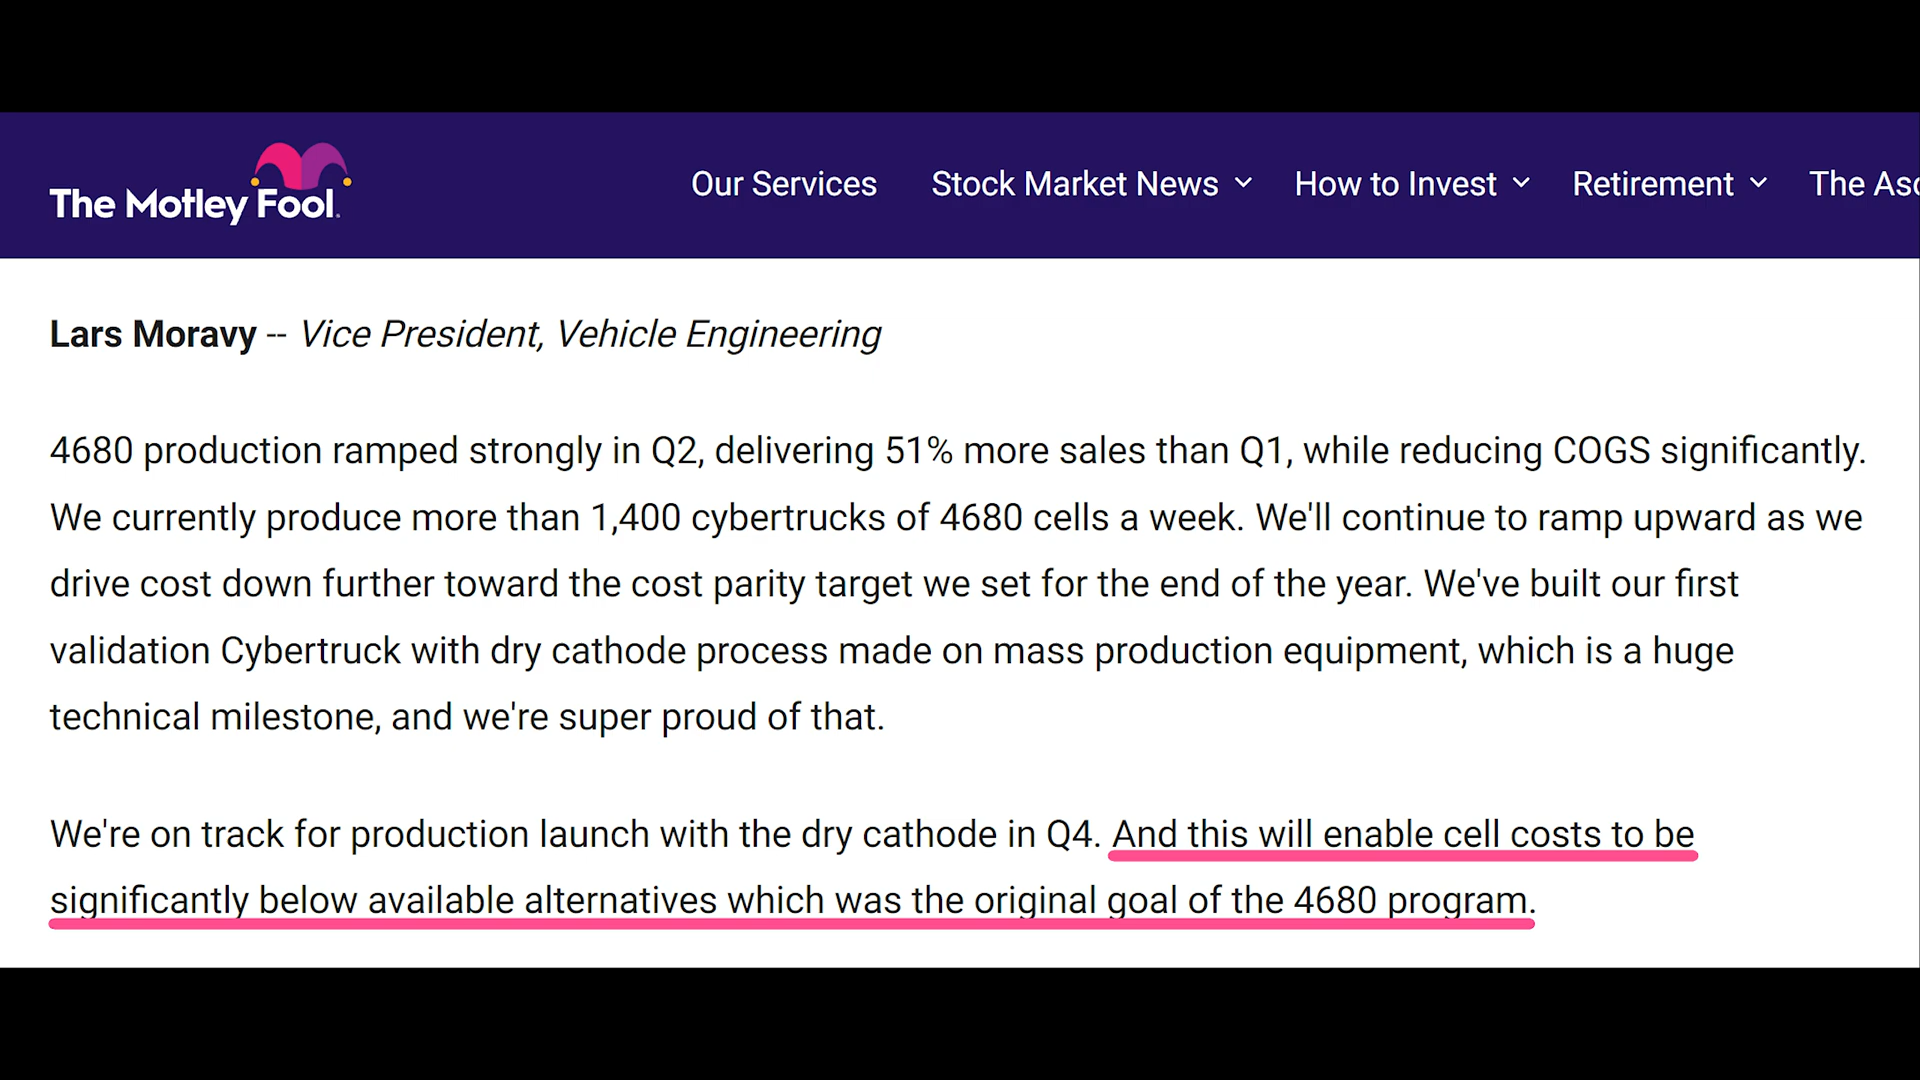 The Motley Fool.
Our Services Stock Market News How to Invest Retirement The Asc
Lars Moravy -- Vice President, Vehicle Engineering
4680 production ramped strongly in Q2, delivering 51% more sales than Q1, while reducing COGS significantly.
We currently produce more than 1,400 cybertrucks of 4680 cells a week. We'll continue to ramp upward as we
drive cost down further toward the cost parity target we set for the end of the year. We've built our first
validation Cybertruck with dry cathode process made on mass production equipment, which is a huge
technical milestone, and we're super proud of that.
We're on track for production launch with the dry cathode in Q4. And this will enable cell costs to be
significantly below available alternatives which was the original goal of the 4680 program.